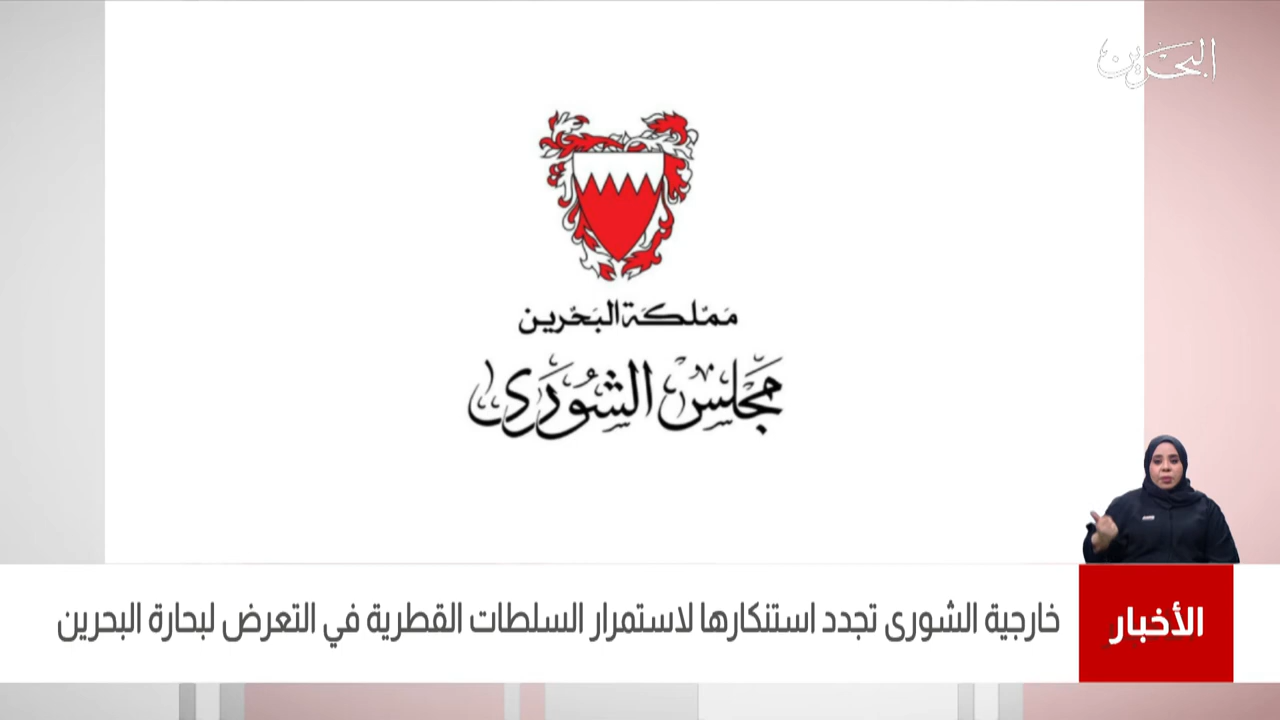 البحرين
مملكة البحرين
مجلس الشورى
الأخبار
خارجية الشورى تجدد استنكارها لاستمرار السلطات القطرية في التعرض لبحارة البحرين